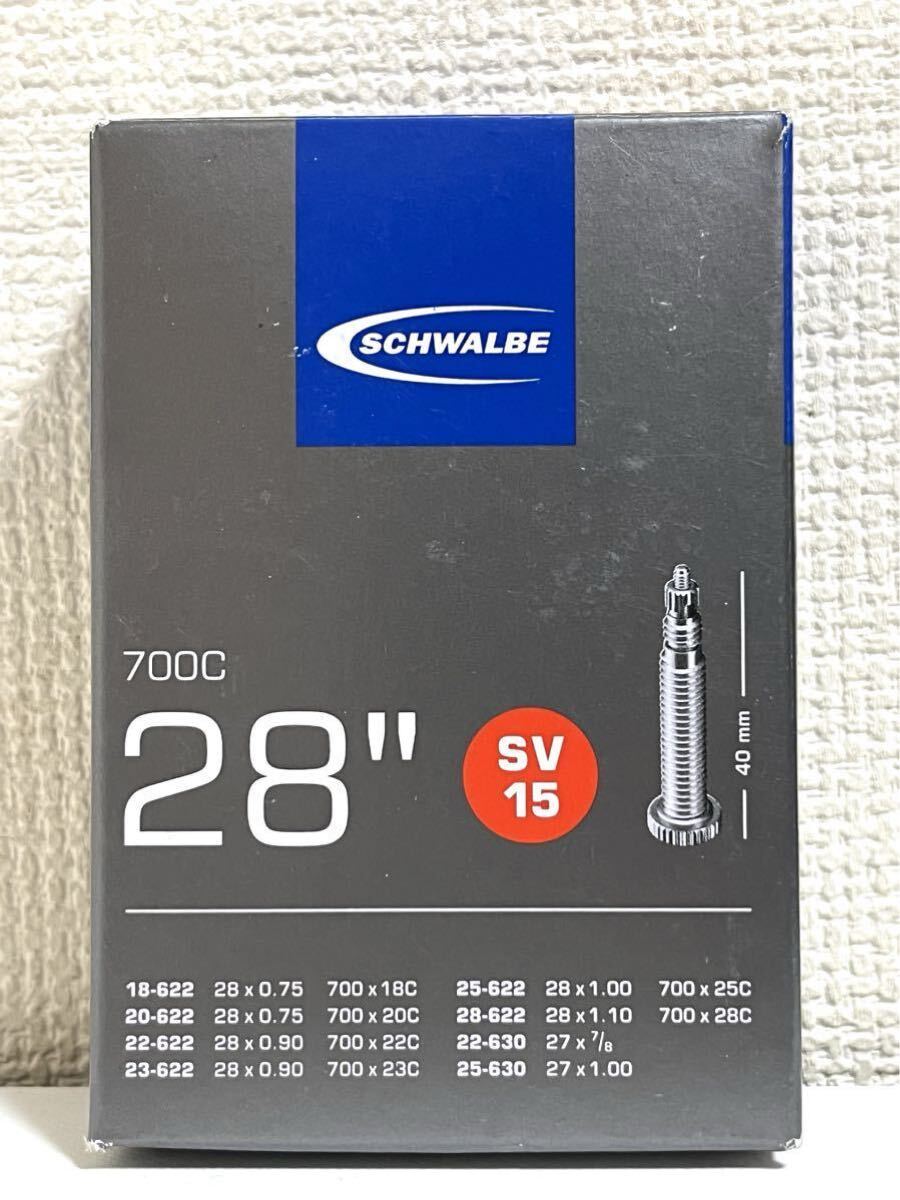 SCHWALBE
700C
28"
SV
15
40 mm
18-622 28 x 0.75 700 x 18C
20-622 28 x 0.75 700 x 20C
22-622 28 x 0.90 700 x 22C
23-622 28 x 0.90 700 x 23C
25-622 28 x 1.00 700 x 25C
28-622 28 x 1.10 700 x 28C
22-630 27 x 7/8
25-630 27 x 1.00